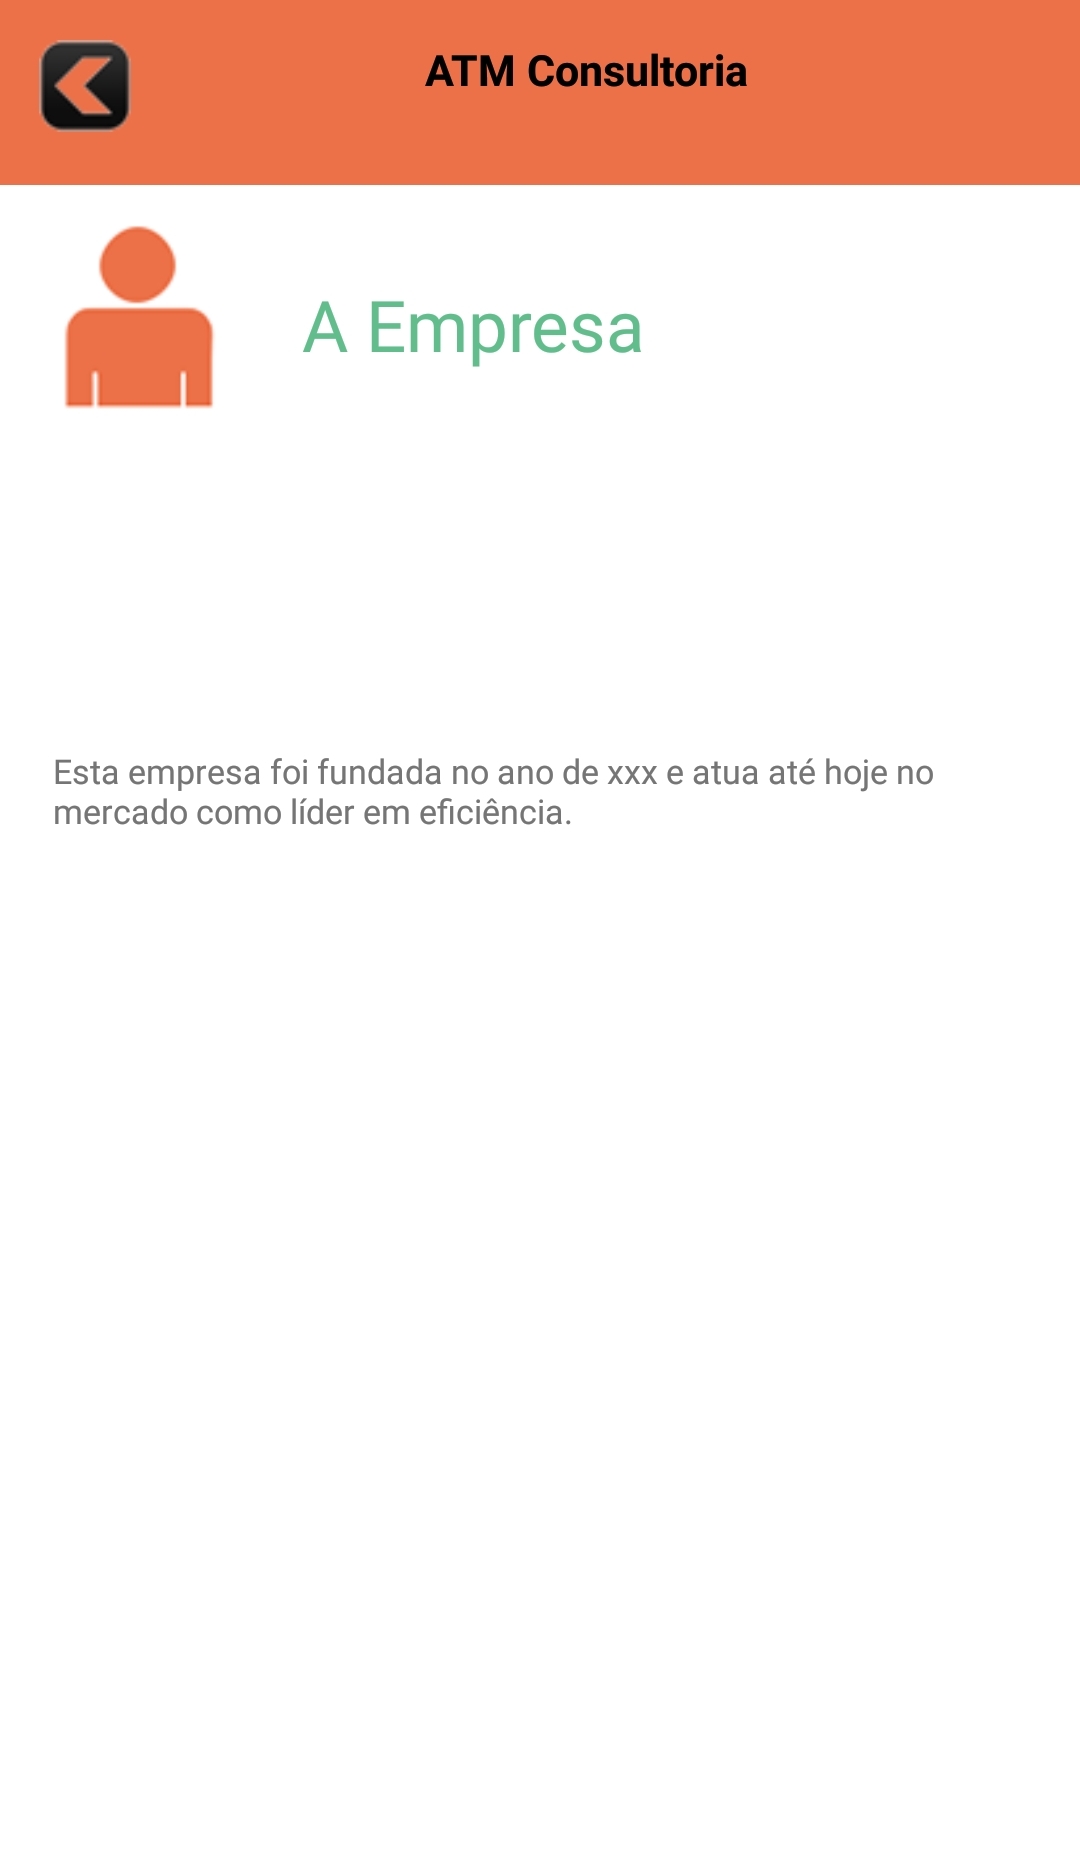 ATM Consultoria
A Empresa
Esta empresa foi fundada no ano de xxx e atua até hoje no
mercado como líder em eficiência.